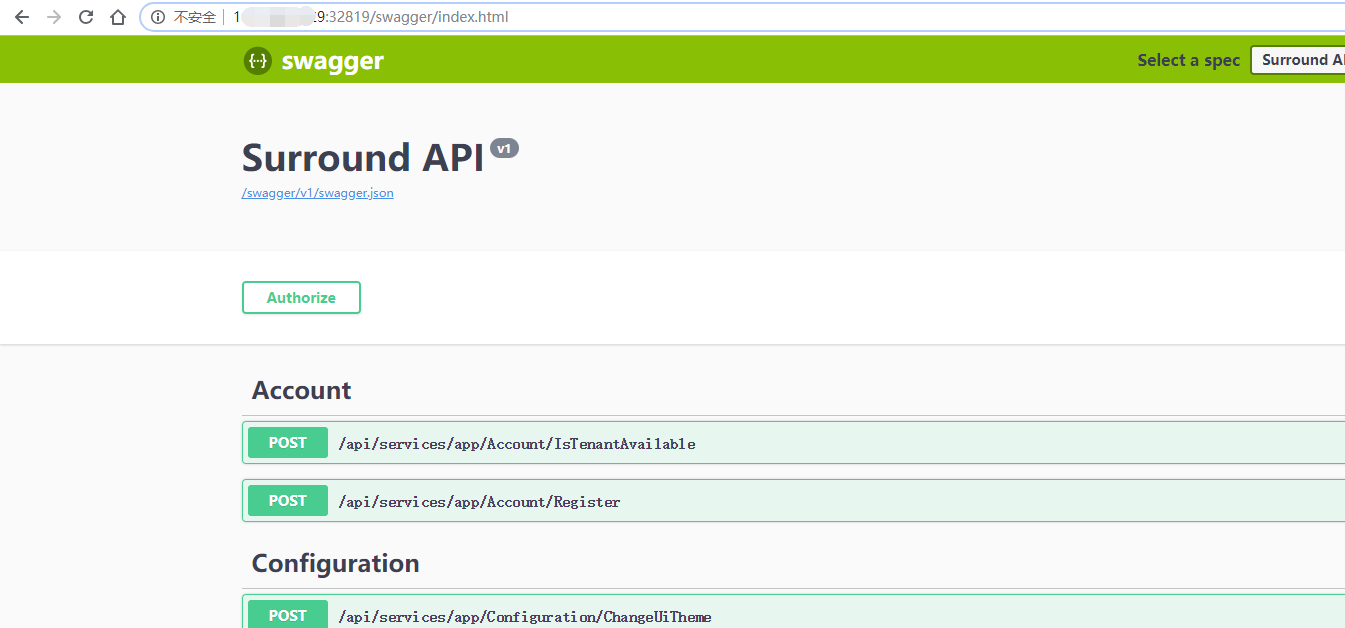 不安全 1 9:32819/swagger/index.html
{··} swagger Select a spec Surround
Surround API v1
/swagger/v1/swagger.json
Authorize
Account
POST /api/services/app/Account/IsTenantAvailable
POST /api/services/app/Account/Register
Configuration
POST /api/services/app/Configuration/ChangeUiTheme